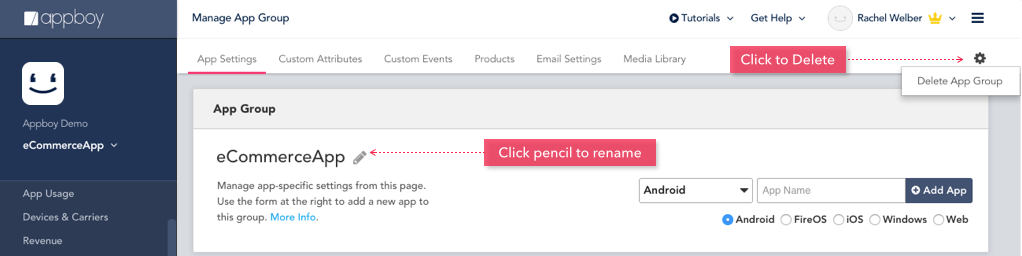 appboy
Manage App Group
Tutorials
Get Help
Rachel Welber
App Settings
Custom Attributes
Custom Events
Products
Email Settings
Media Library
Click to Delete
Delete App Group
Appboy Demo
eCommerceApp
App Usage
Devices & Carriers
Revenue
App Group
eCommerceApp
Click pencil to rename
Manage app-specific settings from this page.
Use the form at the right to add a new app to
this group. More Info.
Android
App Name
Add App
Android
FireOS
iOS
Windows
Web